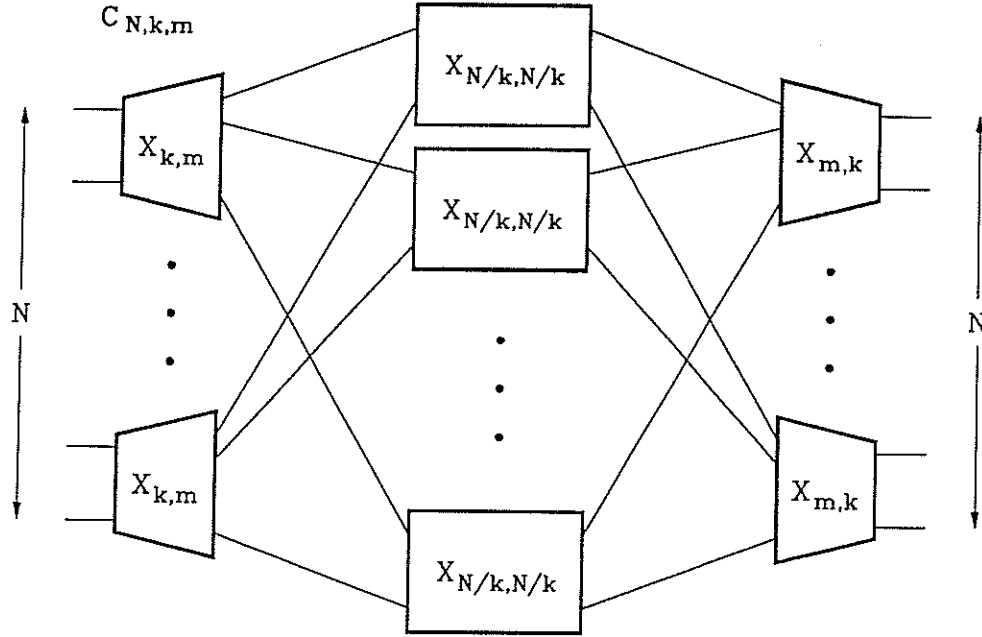 C_{N,k,m}
X_{N/k,N/k}
X_{k,m}
X_{m,k}
X_{N/k,N/k}
N
N
X_{k,m}
X_{m,k}
X_{N/k,N/k}